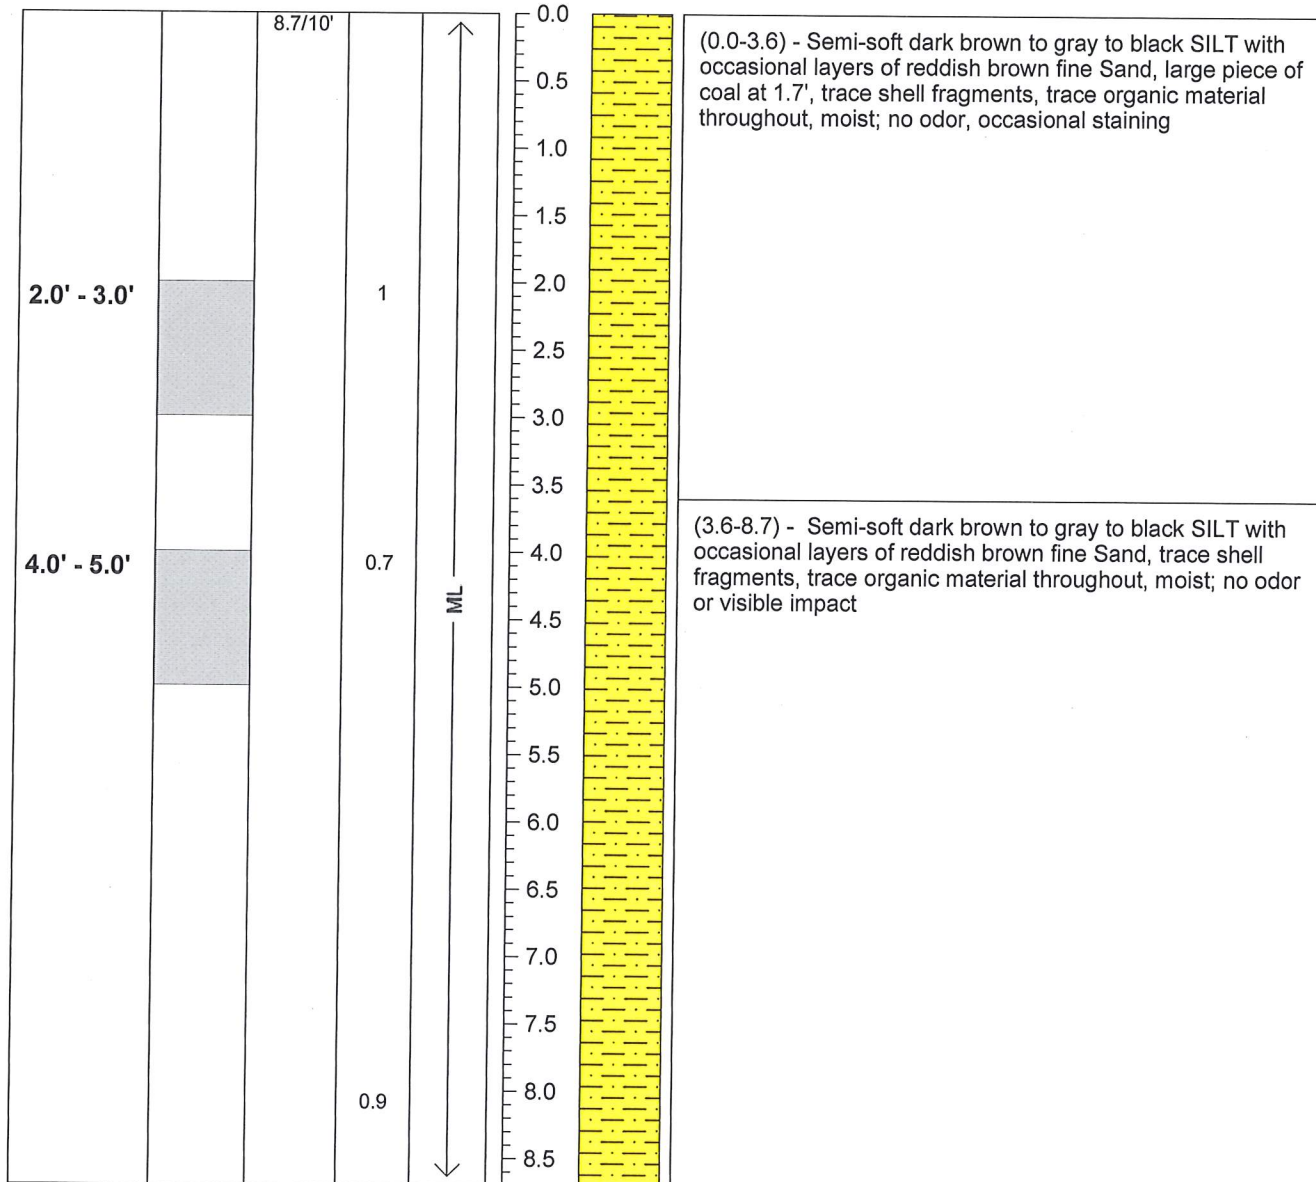 8.7/10'
2.0' - 3.0'
4.0' - 5.0'
1
0.7
0.9
ML
0.0
0.5
1.0
1.5
2.0
2.5
3.0
3.5
4.0
4.5
5.0
5.5
6.0
6.5
7.0
7.5
8.0
8.5
(0.0-3.6) - Semi-soft dark brown to gray to black SILT with
occasional layers of reddish brown fine Sand, large piece of
coal at 1.7', trace shell fragments, trace organic material
throughout, moist; no odor, occasional staining
(3.6-8.7) - Semi-soft dark brown to gray to black SILT with
occasional layers of reddish brown fine Sand, trace shell
fragments, trace organic material throughout, moist; no odor
or visible impact